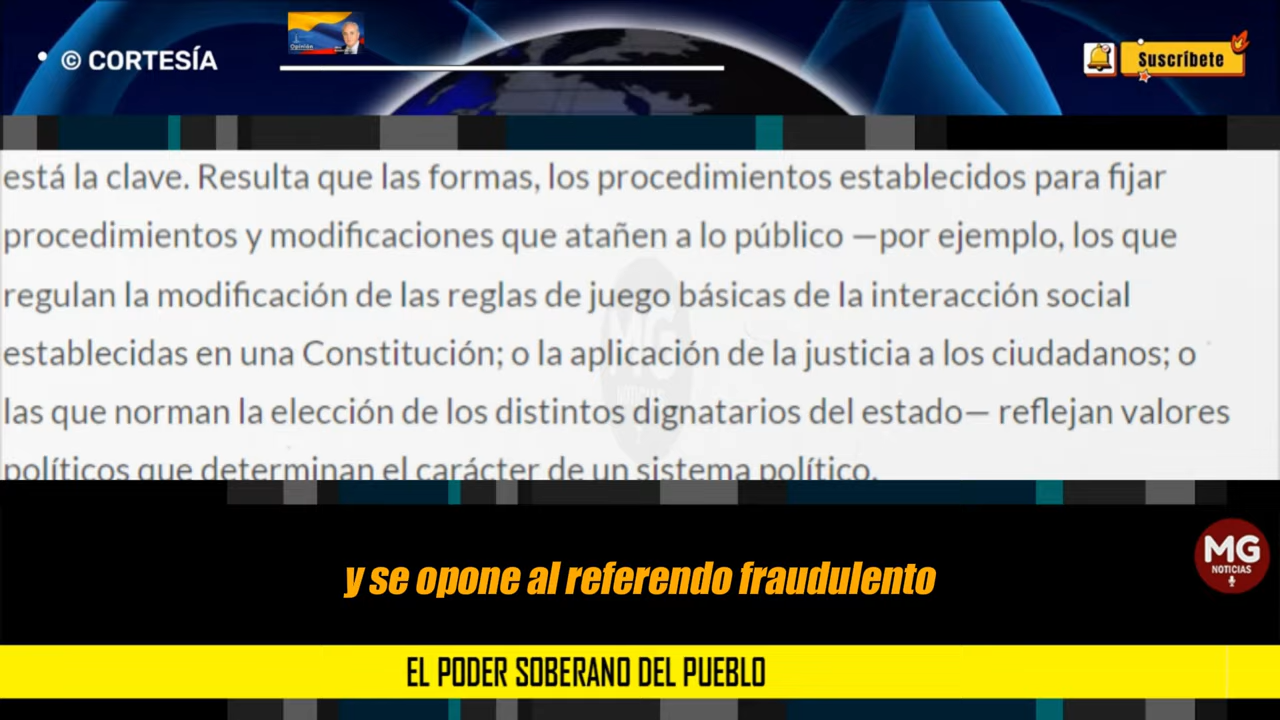 © CORTESÍA
Opinión
Suscríbete
está la clave. Resulta que las formas, los procedimientos establecidos para fijar
procedimientos y modificaciones que atañen a lo público —por ejemplo, los que
regulan la modificación de las reglas de juego básicas de la interacción social
establecidas en una Constitución; o la aplicación de la justicia a los ciudadanos; o
las que norman la elección de los distintos dignatarios del estado— reflejan valores
políticos que determinan el carácter de un sistema político.
MG
NOTICIAS
y se opone al referendo fraudulento
MG
NOTICIAS
EL PODER SOBERANO DEL PUEBLO